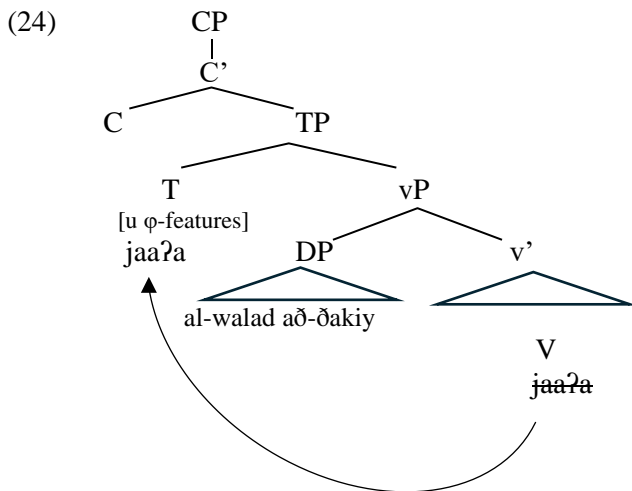 (24) CP
C’
C TP
T vP
[u φ-features]
jaaʔa DP v’
al-walad að-ðakiy
V
jaaʔa